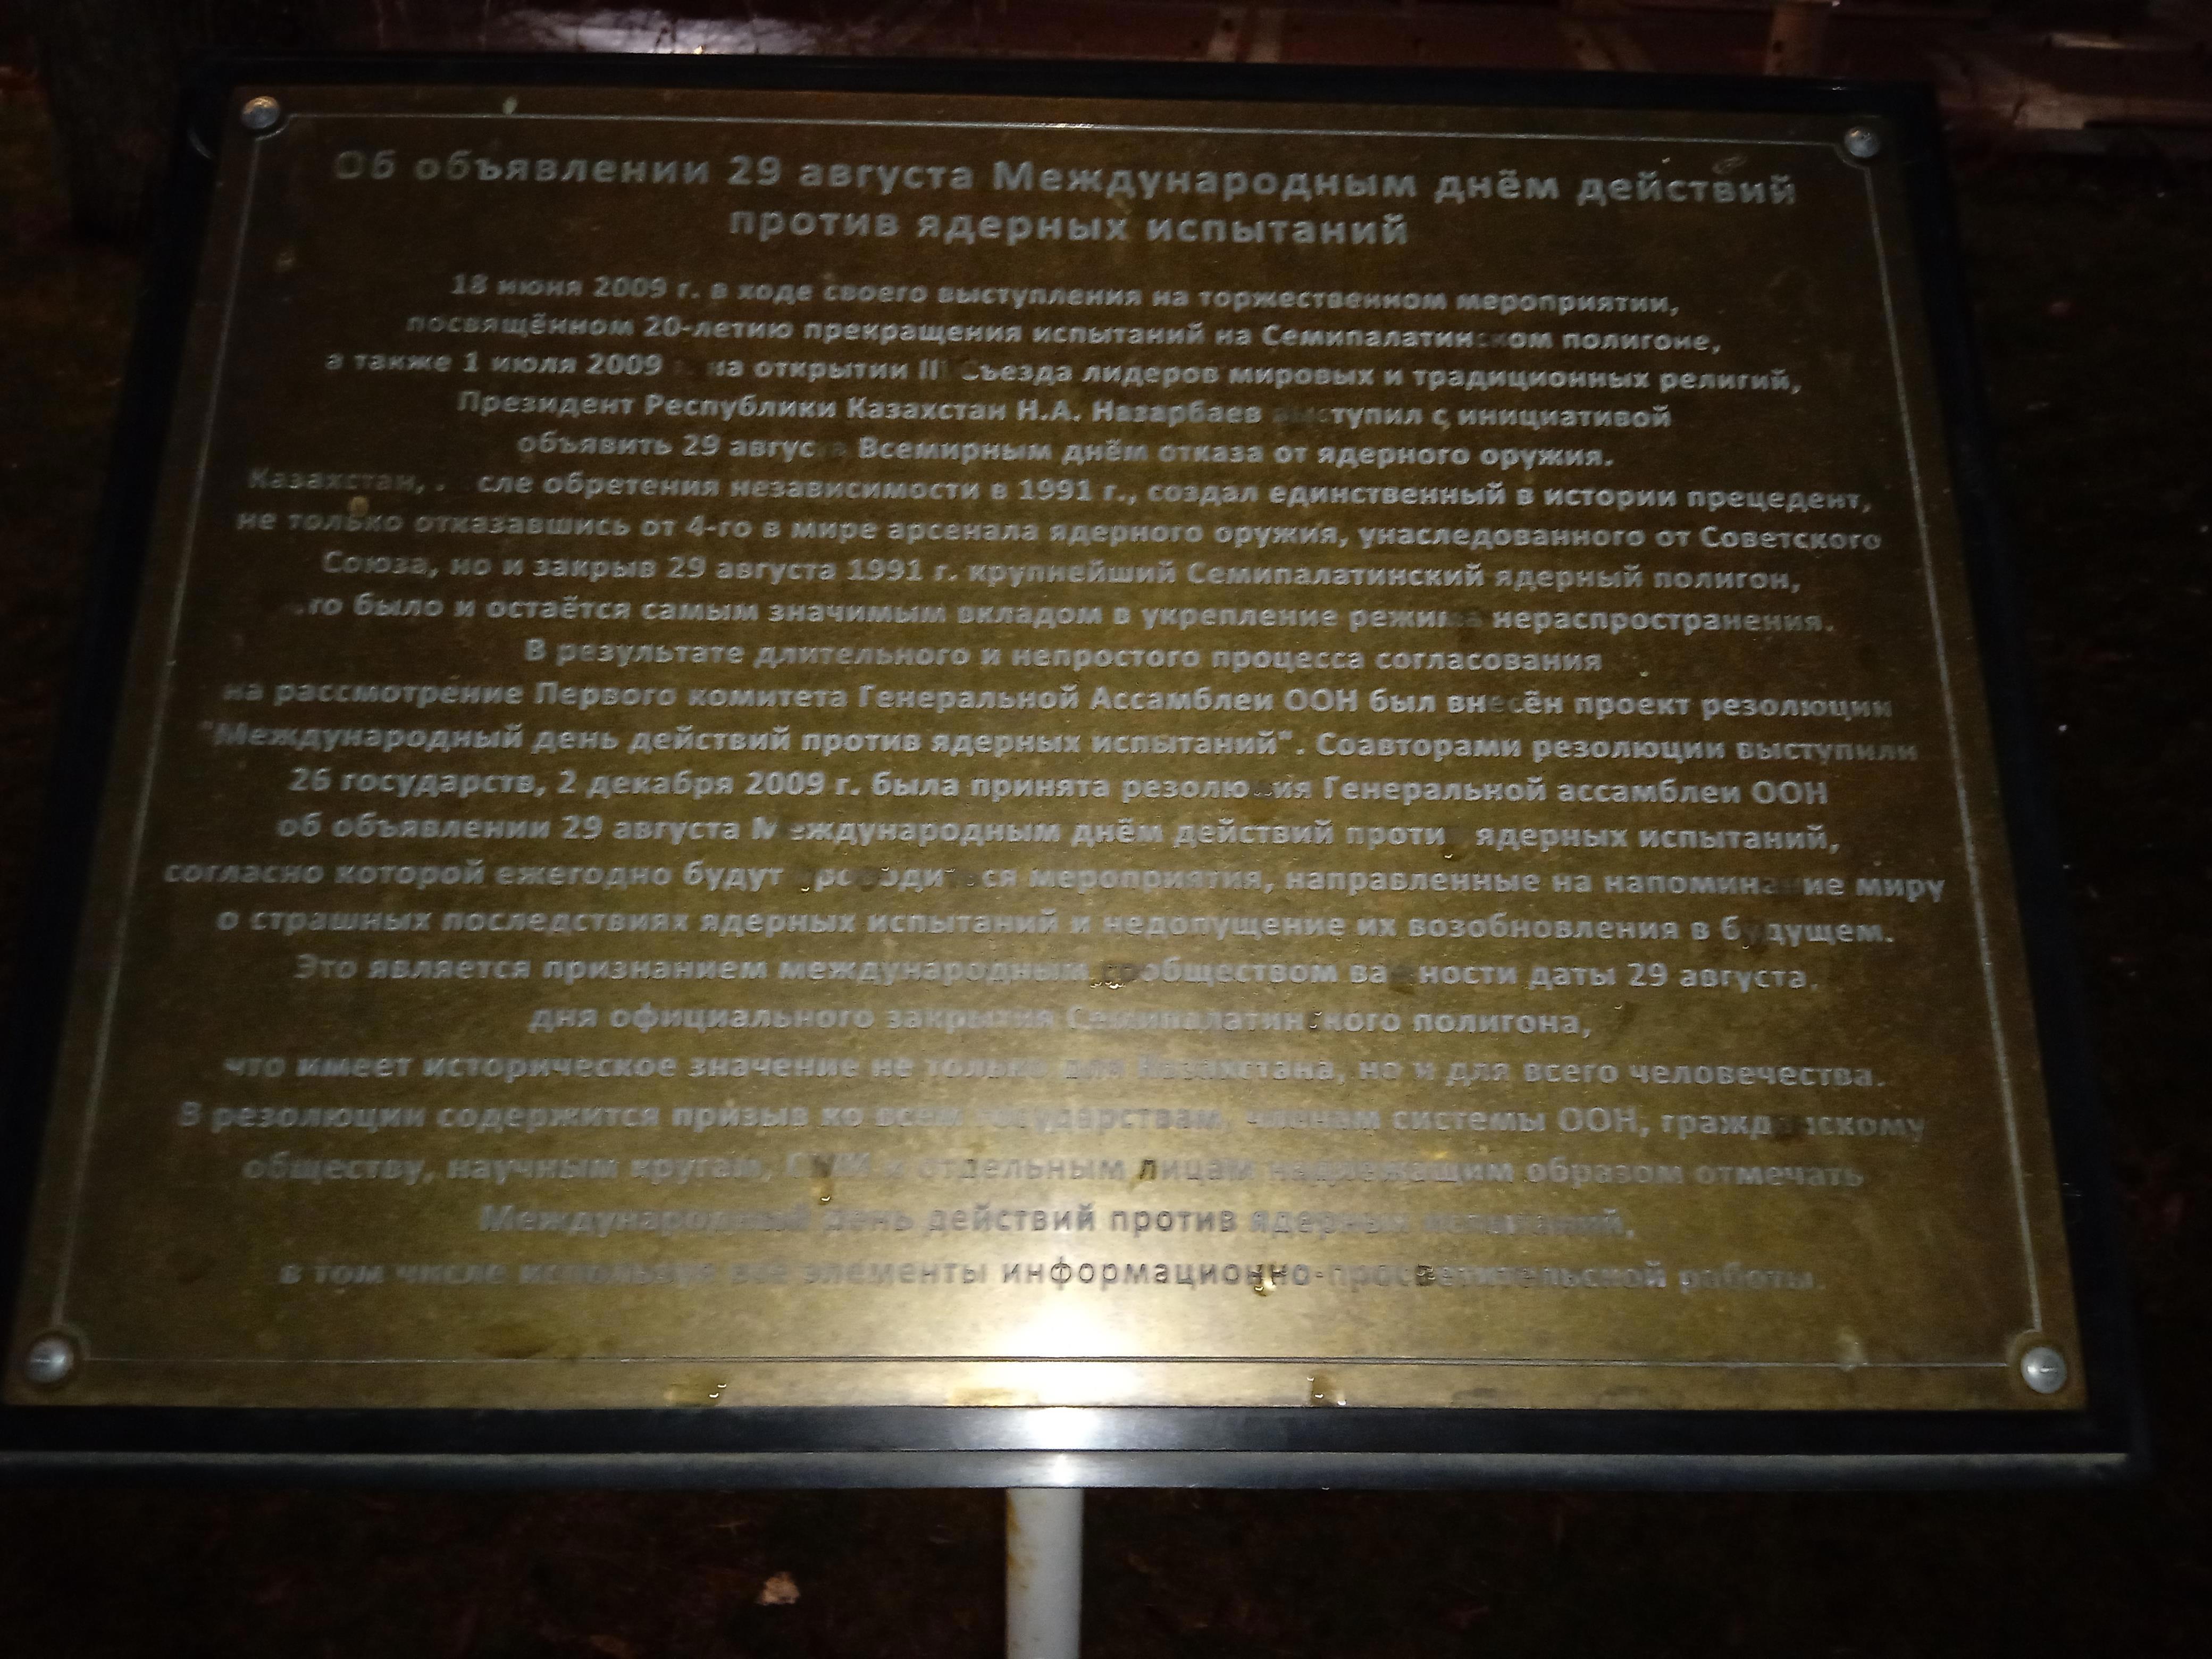 Об объявлении 29 августа Международным днём действий
против ядерных испытаний
18 июня 2009 г. в ходе своего выступления на торжественном мероприятии,
посвящённом 20-летию прекращения испытаний на Семипалатинском полигоне,
а также 1 июля 2009 г. на открытии III Съезда лидеров мировых и традиционных религий,
Президент Республики Казахстан Н.А. Назарбаев выступил с инициативой
объявить 29 августа Всемирным днём отказа от ядерного оружия.
Казахстан, после обретения независимости в 1991 г., создал единственный в истории прецедент,
не только отказавшись от 4-го в мире арсенала ядерного оружия, унаследованного от Советского
Союза, но и закрыв 29 августа 1991 г. крупнейший Семипалатинский ядерный полигон,
было и остаётся самым значимым вкладом в укрепление режима нераспространения.
В результате длительного и непростого процесса согласования
на рассмотрение Первого комитета Генеральной Ассамблеи ООН был внесён проект резолюции
"Международный день действий против ядерных испытаний". Соавторами резолюции выступили
26 государств, 2 декабря 2009 г. была принята резолюция Генеральной ассамблеи ООН
об объявлении 29 августа Международным днём действий против ядерных испытаний,
согласно которой ежегодно будут проводиться мероприятия, направленные на напоминание миру
о страшных последствиях ядерных испытаний и недопущение их возобновления в будущем.
Это является признанием международным сообществом важности даты 29 августа.
дня официального закрытия Семипалатинского полигона,
что имеет историческое значение не только для Казахстана, но и для всего человечества.
В резолюции содержится призыв ко всем государствам, членам системы ООН, гражданскому
обществу, научным кругам, СМИ и отдельным лицам надлежащим образом отмечать
Международный день действий против ядерных испытаний,
в том числе используя все элементы информационно-просветительской работы.